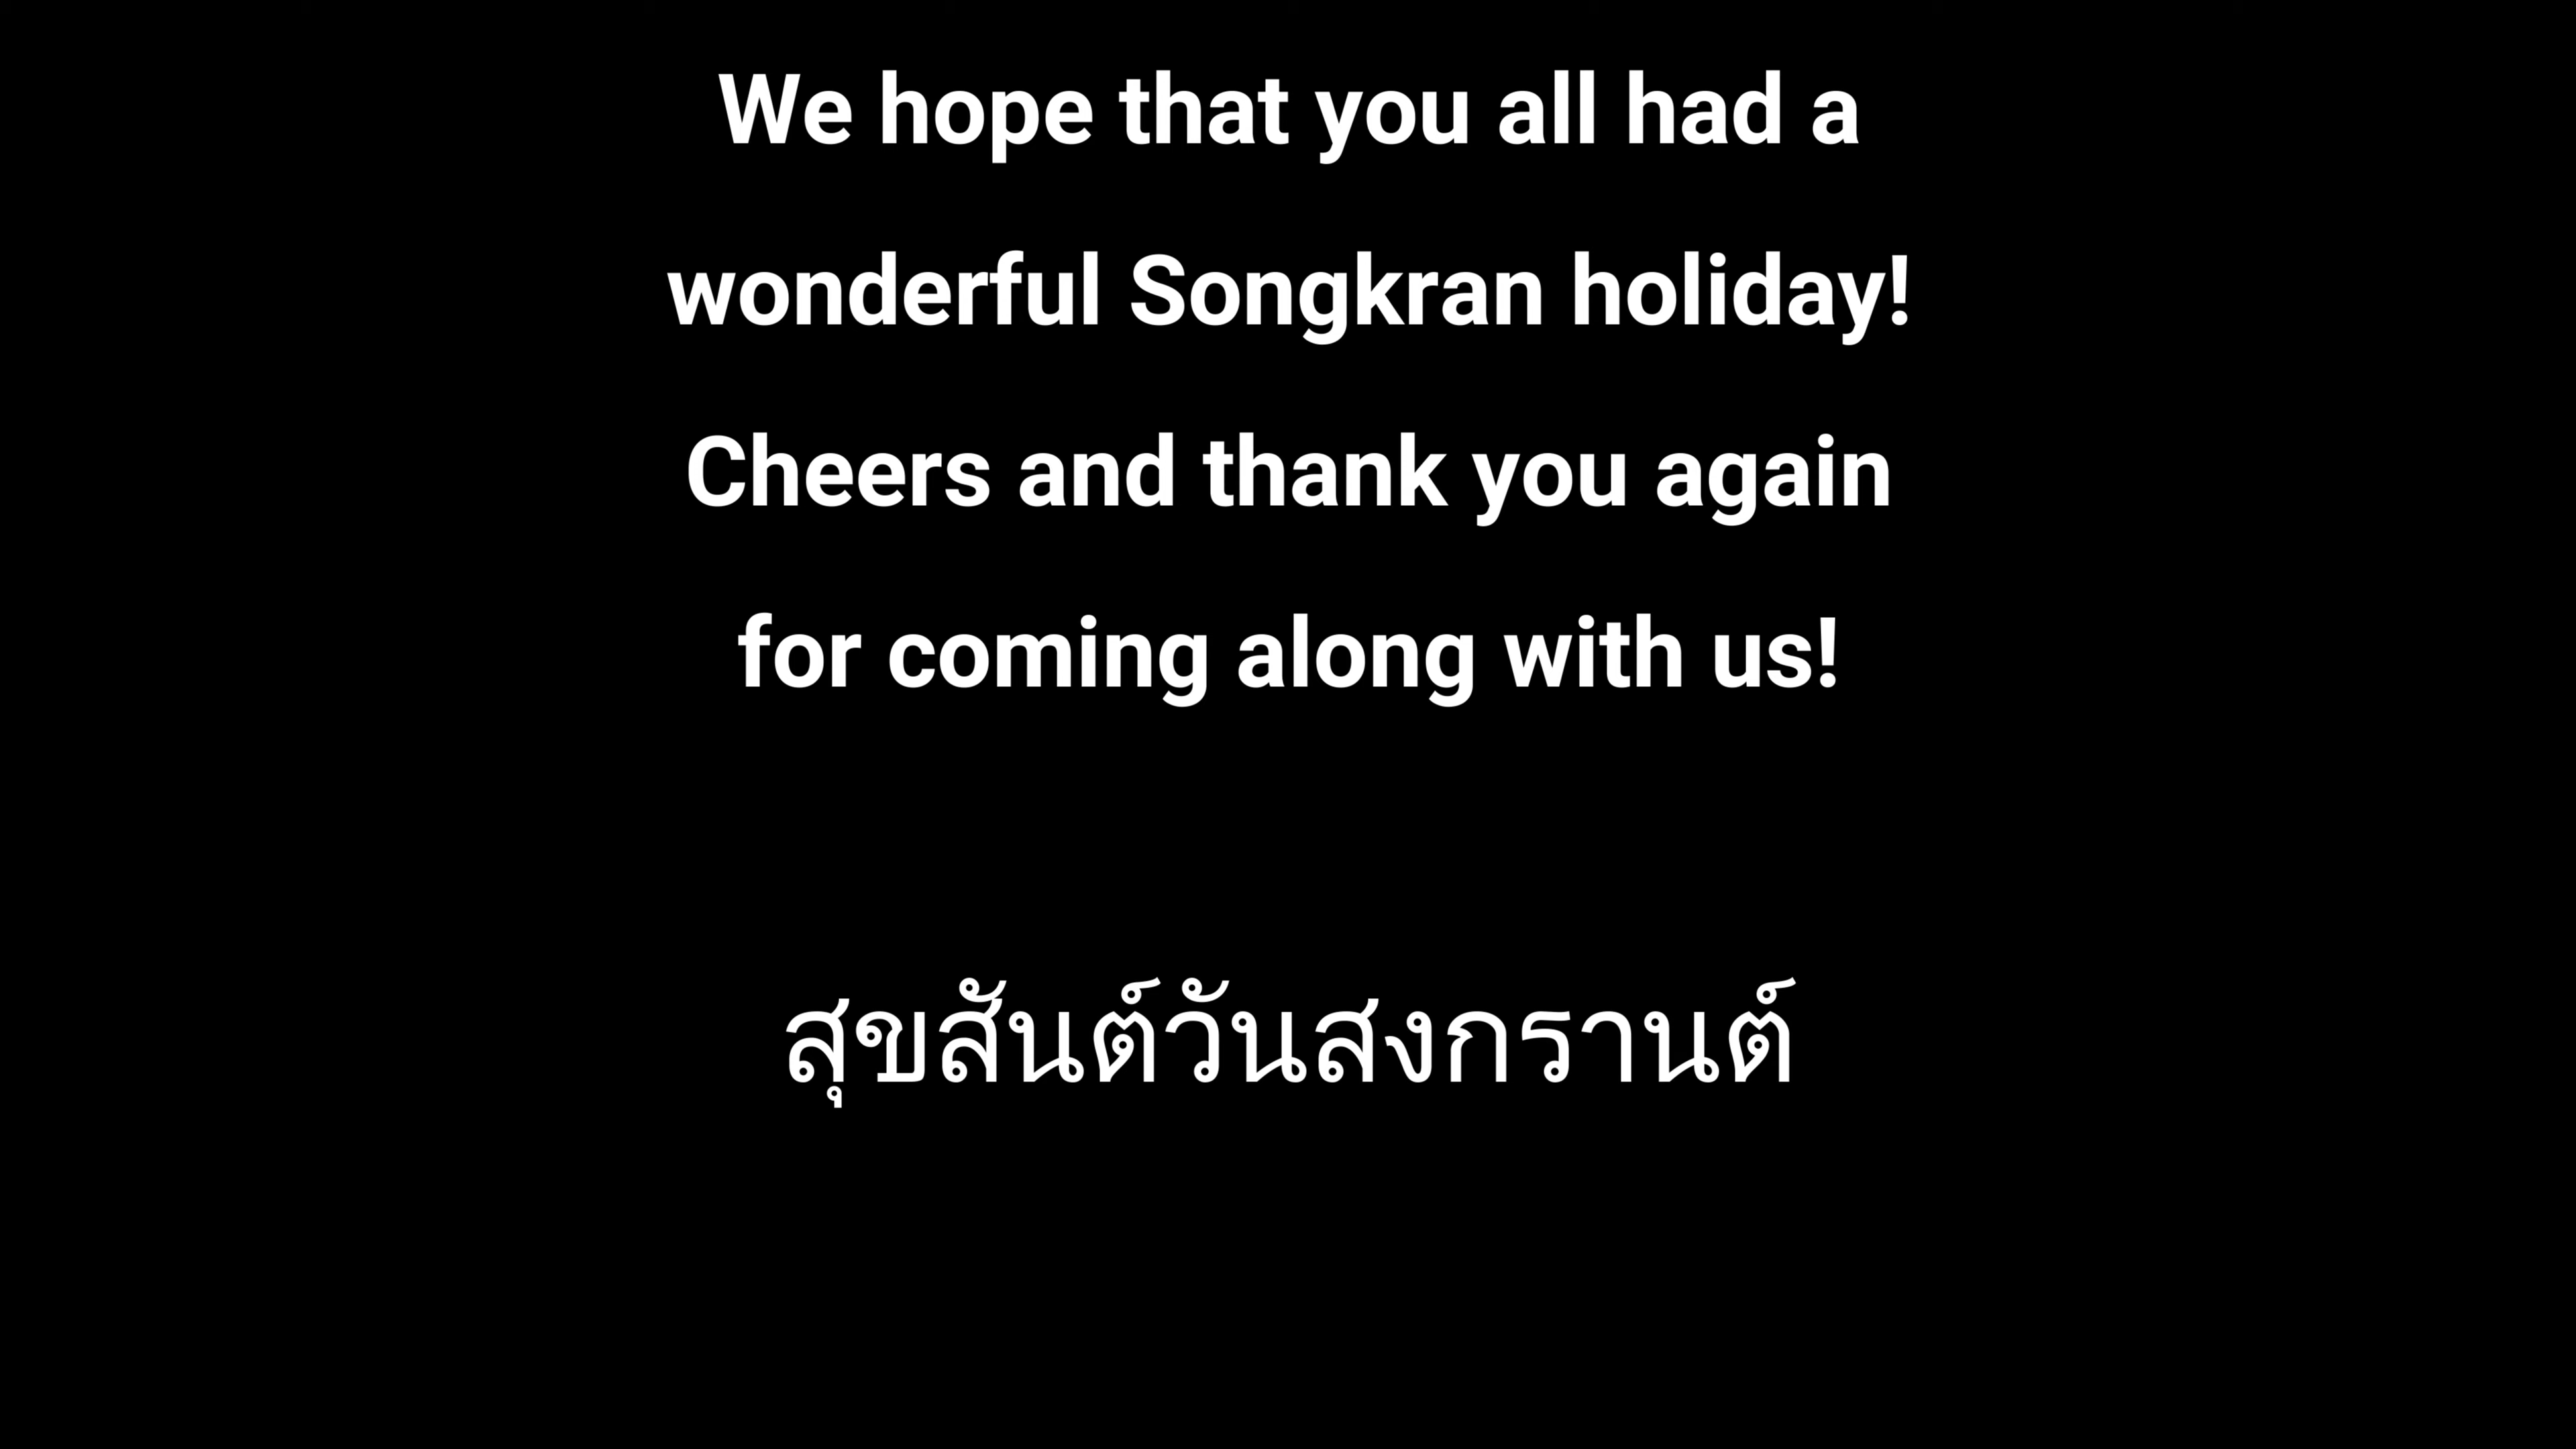 We hope that you all had a
wonderful Songkran holiday!
Cheers and thank you again
for coming along with us!
สุขสันต์วันสงกรานต์